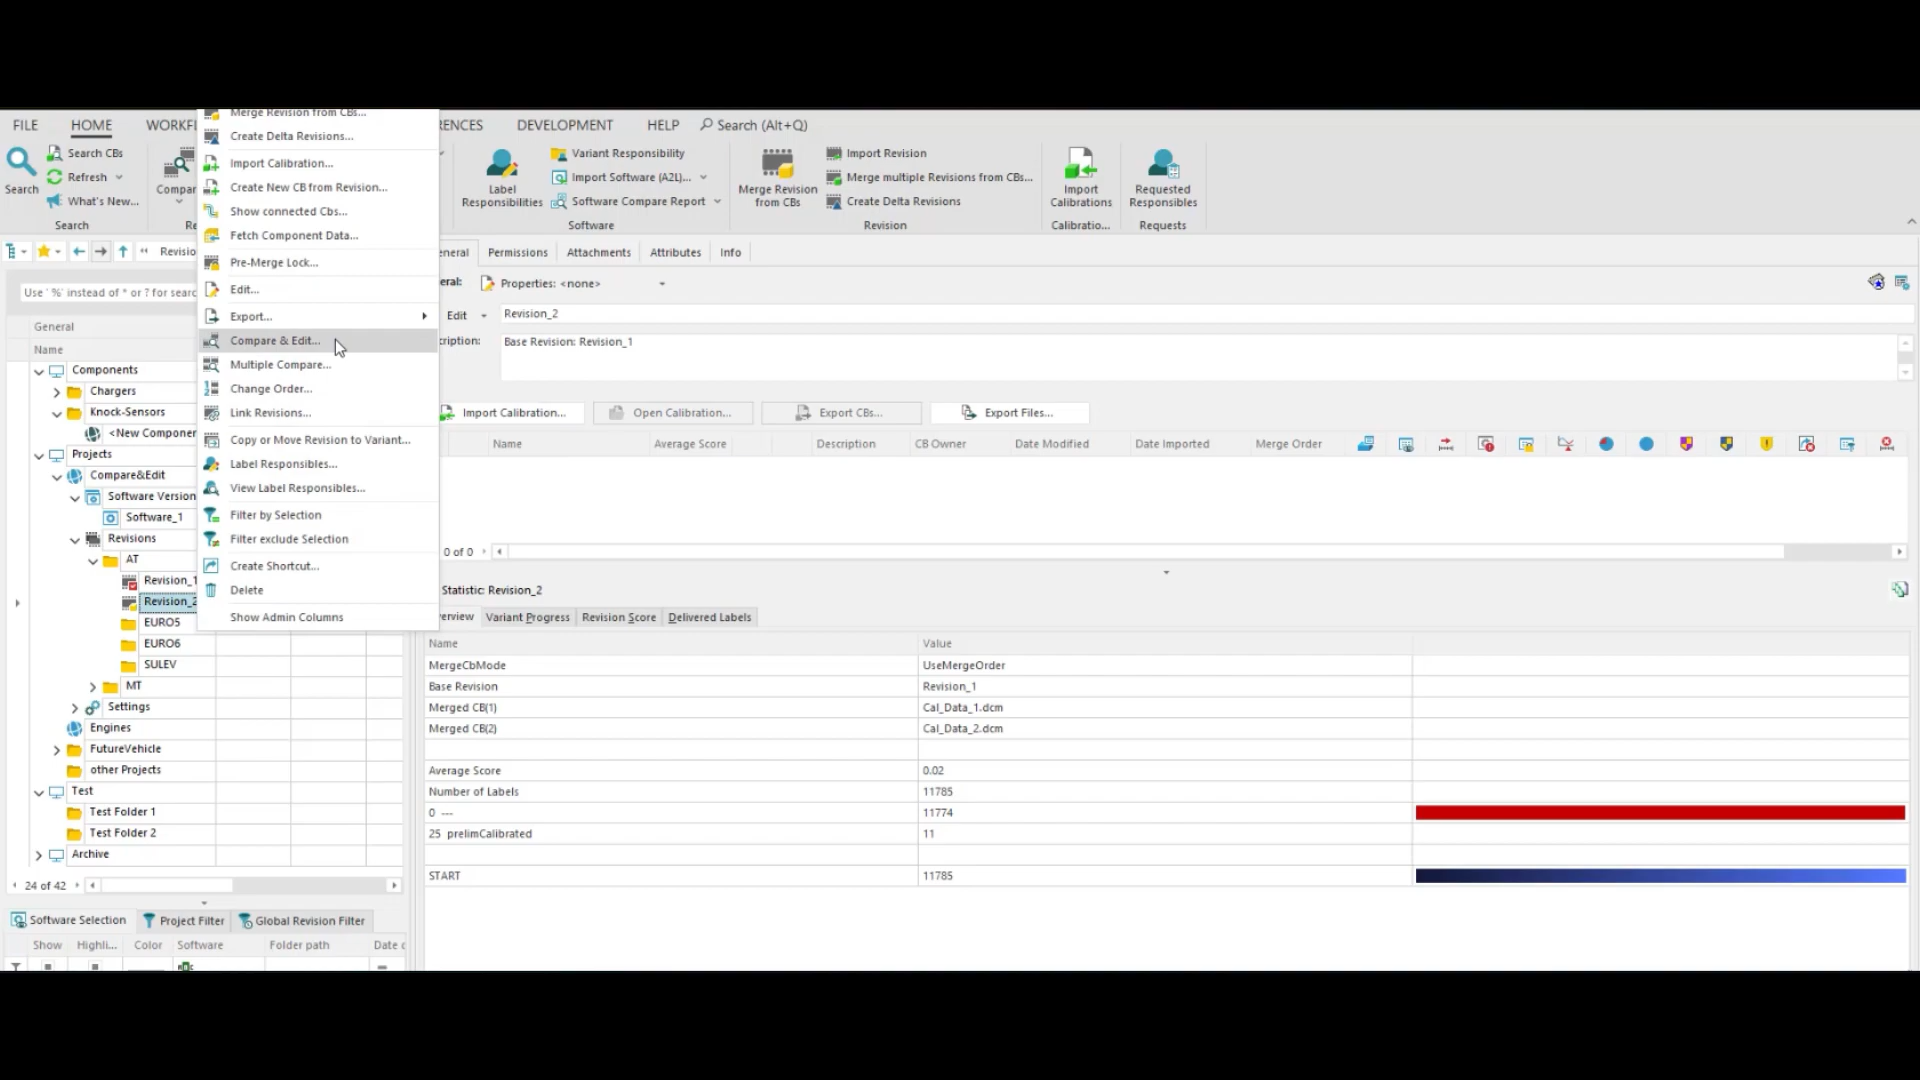 FILE HOME WORKFL
RENCES DEVELOPMENT HELP Search (Alt+Q)
Search
Search CBs
Refresh
What's New...
Search
Compar
Re
Label Responsibilities
Variant Responsibility
Import Software (A2L)...
Software Compare Report
Software
Merge Revision from CBs
Import Revision
Merge multiple Revisions from CBs...
Create Delta Revisions
Revision
Import Calibrations
Calibratio...
Requested Responsibles
Requests
Revisio
Use '%' instead of * or ? for searc
General
Name
Components
Chargers
Knock-Sensors
<New Componen
Projects
Compare&Edit
Software Version
Software_1
Revisions
AT
Revision_1
Revision_2
EURO5
EURO6
SULEV
MT
Settings
Engines
FutureVehicle
other Projects
Test
Test Folder 1
Test Folder 2
Archive
24 of 42
Software Selection Project Filter Global Revision Filter
Show Highli... Color Software Folder path Date c
Merge Revision from CBs...
Create Delta Revisions...
Import Calibration...
Create New CB from Revision...
Show connected Cbs...
Fetch Component Data...
Pre-Merge Lock...
Edit...
Export...
Compare & Edit...
Multiple Compare...
Change Order...
Link Revisions...
Copy or Move Revision to Variant...
Label Responsibles...
View Label Responsibles...
Filter by Selection
Filter exclude Selection
Create Shortcut...
Delete
Show Admin Columns
eneral Permissions Attachments Attributes Info
eral: Properties: <none>
Edit Revision_2
cription: Base Revision: Revision_1
Import Calibration... Open Calibration... Export CBs... Export Files...
Name Average Score Description CB Owner Date Modified Date Imported Merge Order
0 of 0
Statistic: Revision_2
erview Variant Progress Revision Score Delivered Labels
Name Value
MergeCbMode UseMergeOrder
Base Revision Revision_1
Merged CB(1) Cal_Data_1.dcm
Merged CB(2) Cal_Data_2.dcm
Average Score 0.02
Number of Labels 11785
0 --- 11774
25 prelimCalibrated 11
START 11785